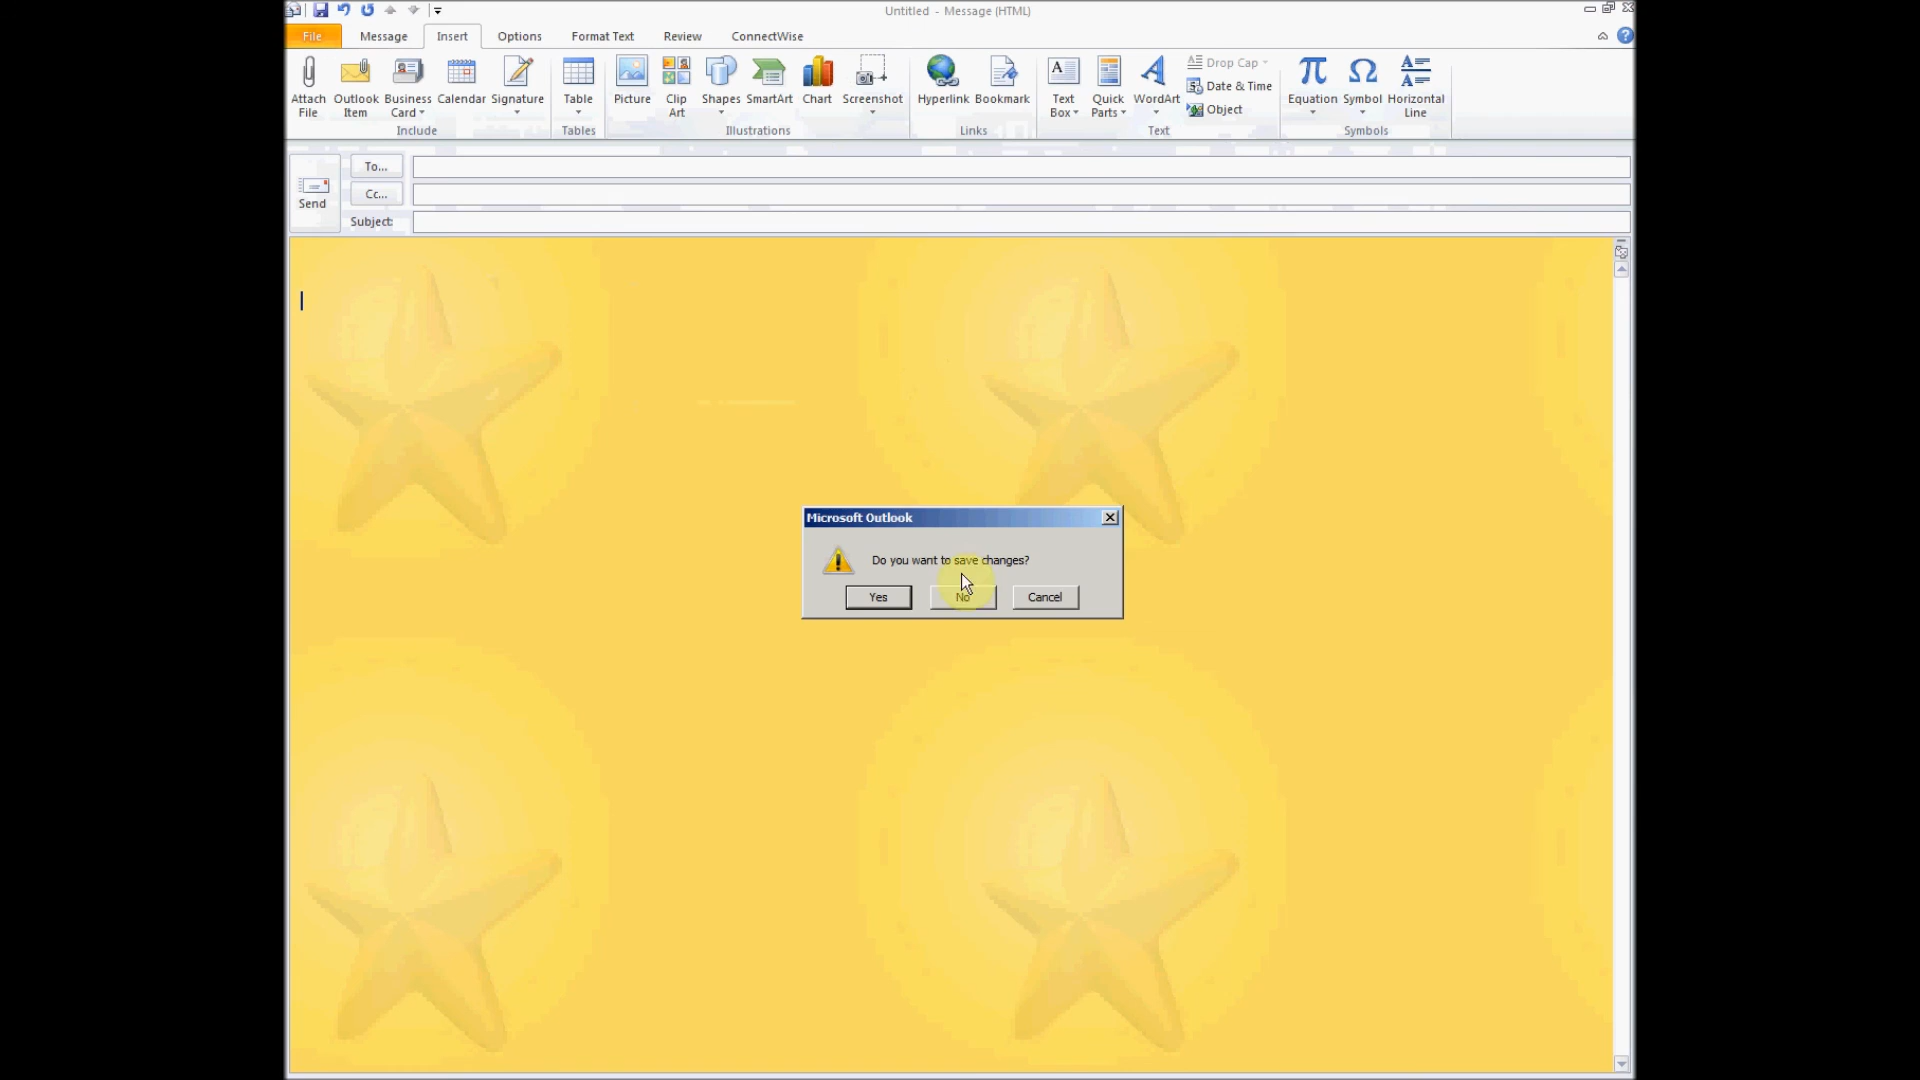 Untitled - Message (HTML)
File Message Insert Options Format Text Review ConnectWise
Attach File
Outlook Item
Business Card
Calendar
Signature
Include
Table
Tables
Picture
Clip Art
Shapes
SmartArt
Chart
Screenshot
Illustrations
Hyperlink
Bookmark
Links
Text Box
Quick Parts
WordArt
Drop Cap
Date & Time
Object
Text
Equation
Symbol
Horizontal Line
Symbols
Send
To...
Cc...
Subject:
Microsoft Outlook
Do you want to save changes?
Yes No Cancel